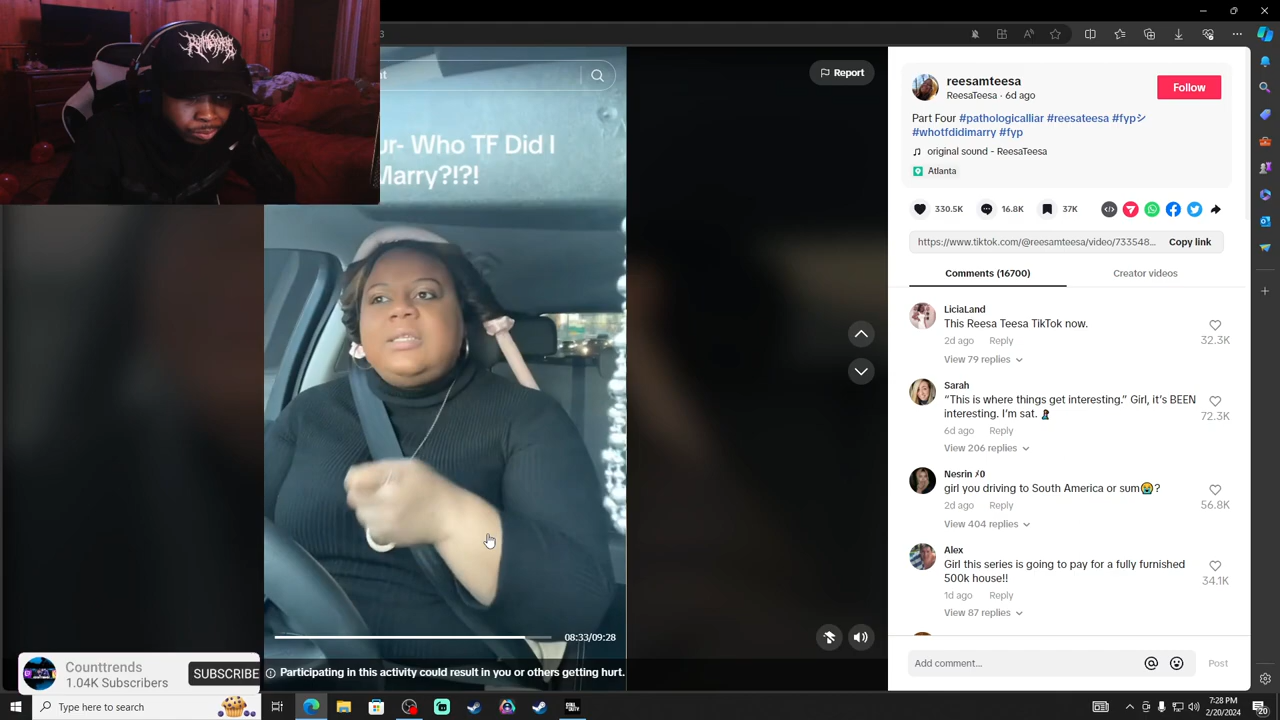 3
nt
Report
ur- Who TF Did I
Marry?!?!
08:33/09:28
Participating in this activity could result in you or others getting hurt.
Counttrends
1.04K Subscribers
SUBSCRIBE
reesamteesa
ReesaTeesa · 6d ago
Follow
Part Four #pathologicalliar #reesateesa #fypシ
#whotfdidimarry #fyp
original sound - ReesaTeesa
Atlanta
330.5K 16.8K 37K
https://www.tiktok.com/@reesamteesa/video/733548... Copy link
Comments (16700) Creator videos
LiciaLand
This Reesa Teesa TikTok now.
32.3K
2d ago Reply
View 79 replies
Sarah
“This is where things get interesting.” Girl, it’s BEEN
interesting. I’m sat.
72.3K
6d ago Reply
View 206 replies
Nesrin ⚡0
girl you driving to South America or sum😭?
56.8K
2d ago Reply
View 404 replies
Alex
Girl this series is going to pay for a fully furnished
500k house!!
34.1K
1d ago Reply
View 87 replies
Add comment... Post
Type here to search
7:28 PM
2/20/2024
20